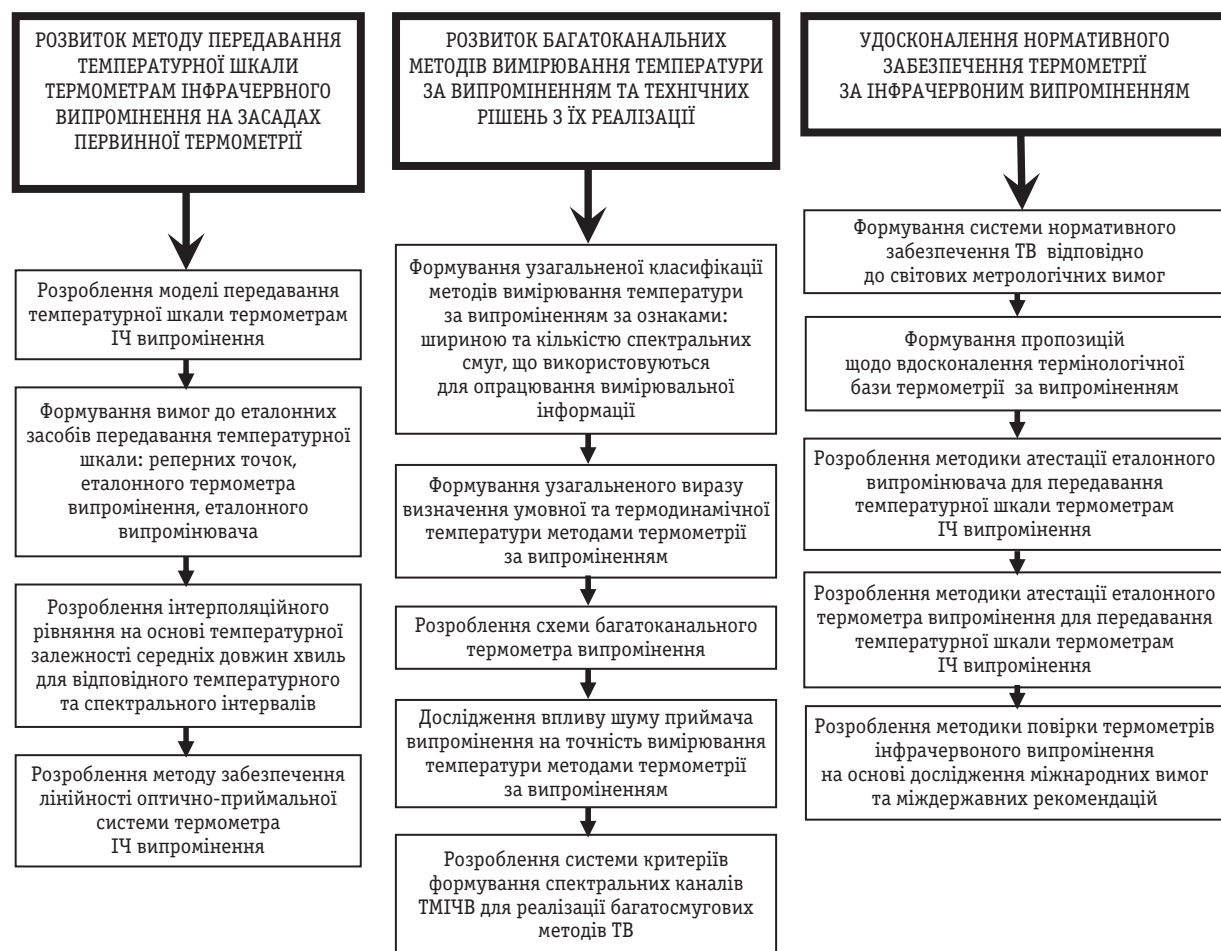 РОЗВИТОК МЕТОДУ ПЕРЕДАВАННЯ
ТЕМПЕРАТУРНОЇ ШКАЛИ
ТЕРМОМЕТРАМ ІНФРАЧЕРВНОГО
ВИПРОМІНЕННЯ НА ЗАСАДАХ
ПЕРВИННОЇ ТЕРМОМЕТРІЇ
Розроблення моделі передавання
температурної шкали термометрам
ІЧ випромінення
Формування вимог до еталонних
засобів передавання температурної
шкали: реперних точок,
еталонного термометра
випромінення, еталонного
випромінювача
Розроблення інтерполяційного
рівняння на основі температурної
залежності середніх довжин хвиль
для відповідного температурного
та спектрального інтервалів
Розроблення методу забезпечення
лінійності оптично-приймальної
системи термометра
ІЧ випромінення
РОЗВИТОК БАГАТОКАНАЛЬНИХ
МЕТОДІВ ВИМІРЮВАННЯ ТЕМПЕРАТУРИ
ЗА ВИПРОМІНЕННЯМ ТА ТЕХНІЧНИХ
РІШЕНЬ З ЇХ РЕАЛІЗАЦІЇ
Формування узагальненої класифікації
методів вимірювання температури
за випроміненням за ознаками:
шириною та кількістю спектральних
смуг, що використовуються
для опрацювання вимірювальної
інформації
Формування узагальненого виразу
визначення умовної та термодинамічної
температури методами термометрії
за випроміненням
Розроблення схеми багатоканального
термометра випромінення
Дослідження впливу шуму приймача
випромінення на точність вимірювання
температури методами термометрії
за випроміненням
Розроблення системи критеріїв
формування спектральних каналів
ТМІЧВ для реалізації багатосмугових
методів ТВ
УДОСКОНАЛЕННЯ НОРМАТИВНОГО
ЗАБЕЗПЕЧЕННЯ ТЕРМОМЕТРІЇ
ЗА ІНФРАЧЕРВОНИМ ВИПРОМІНЕННЯМ
Формування системи нормативного
забезпечення ТВ відповідно
до світових метрологічних вимог
Формування пропозицій
щодо вдосконалення термінологічної
бази термометрії за випроміненням
Розроблення методики атестації еталонного
випромінювача для передавання
температурної шкали термометрам
ІЧ випромінення
Розроблення методики атестації еталонного
термометра випромінення для передавання
температурної шкали термометрам
ІЧ випромінення
Розроблення методики повірки термометрів
інфрачервоного випромінення
на основі дослідження міжнародних вимог
та міждержавних рекомендацій